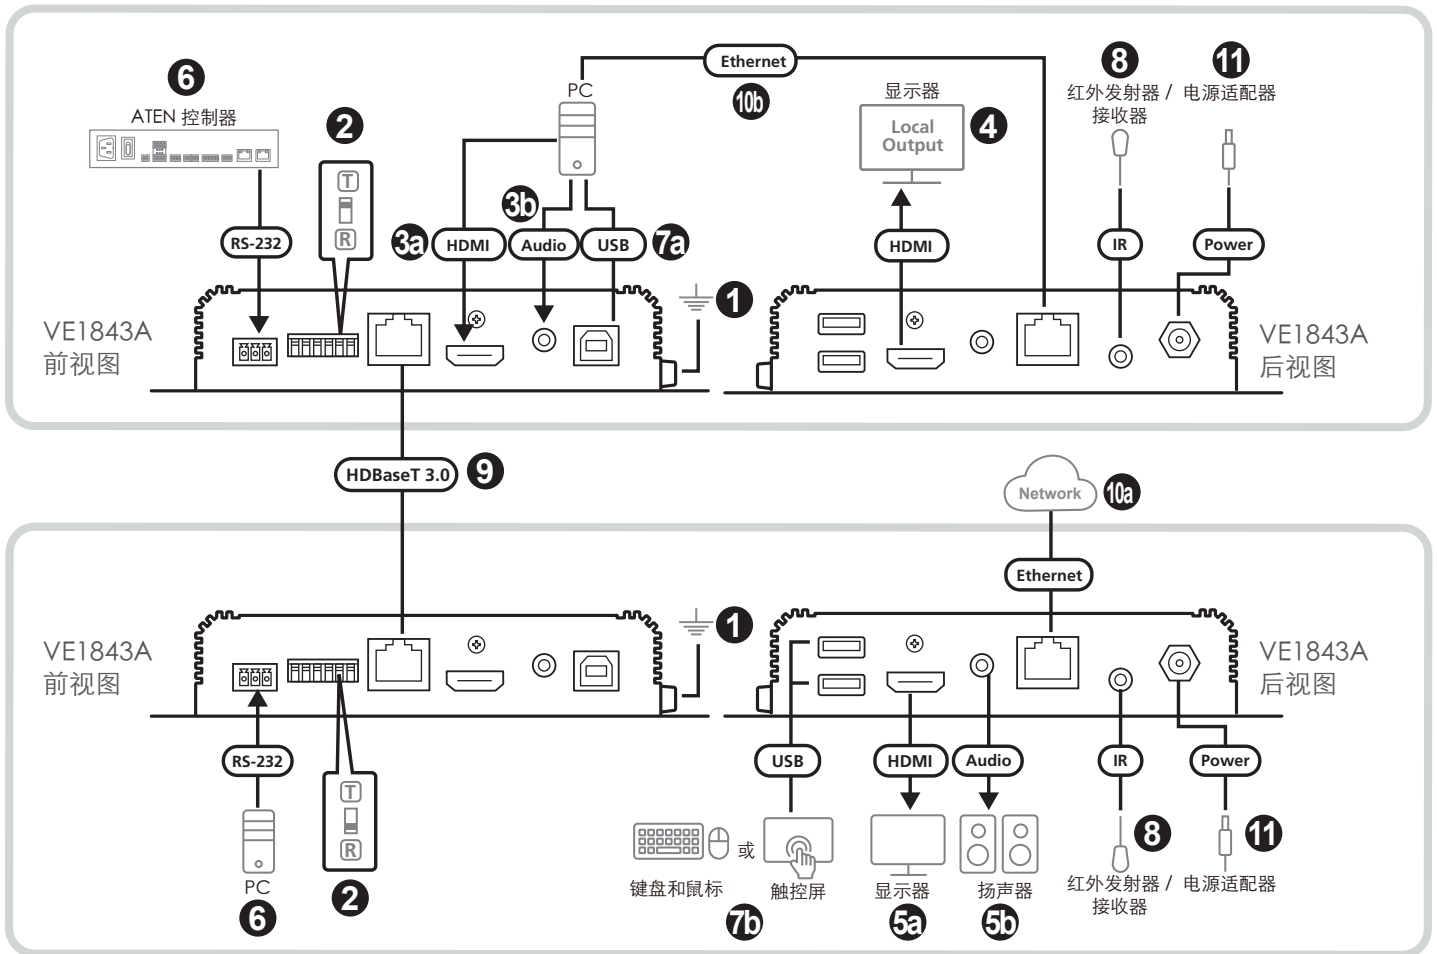 6
ATEN 控制器
2
T
R
RS-232
PC
3a
HDMI
3b
Audio
USB
7a
Ethernet
10b
显示器
Local
Output
4
HDMI
8
红外发射器 /
接收器
IR
11
电源适配器
Power
VE1843A
前视图
1
VE1843A
后视图
HDBaseT 3.0
9
Network
10a
Ethernet
VE1843A
前视图
1
VE1843A
后视图
RS-232
PC
6
T
R
2
USB
HDMI
Audio
IR
Power
键盘和鼠标
或
触控屏
7b
显示器
5a
扬声器
5b
8
红外发射器 /
接收器
11
电源适配器